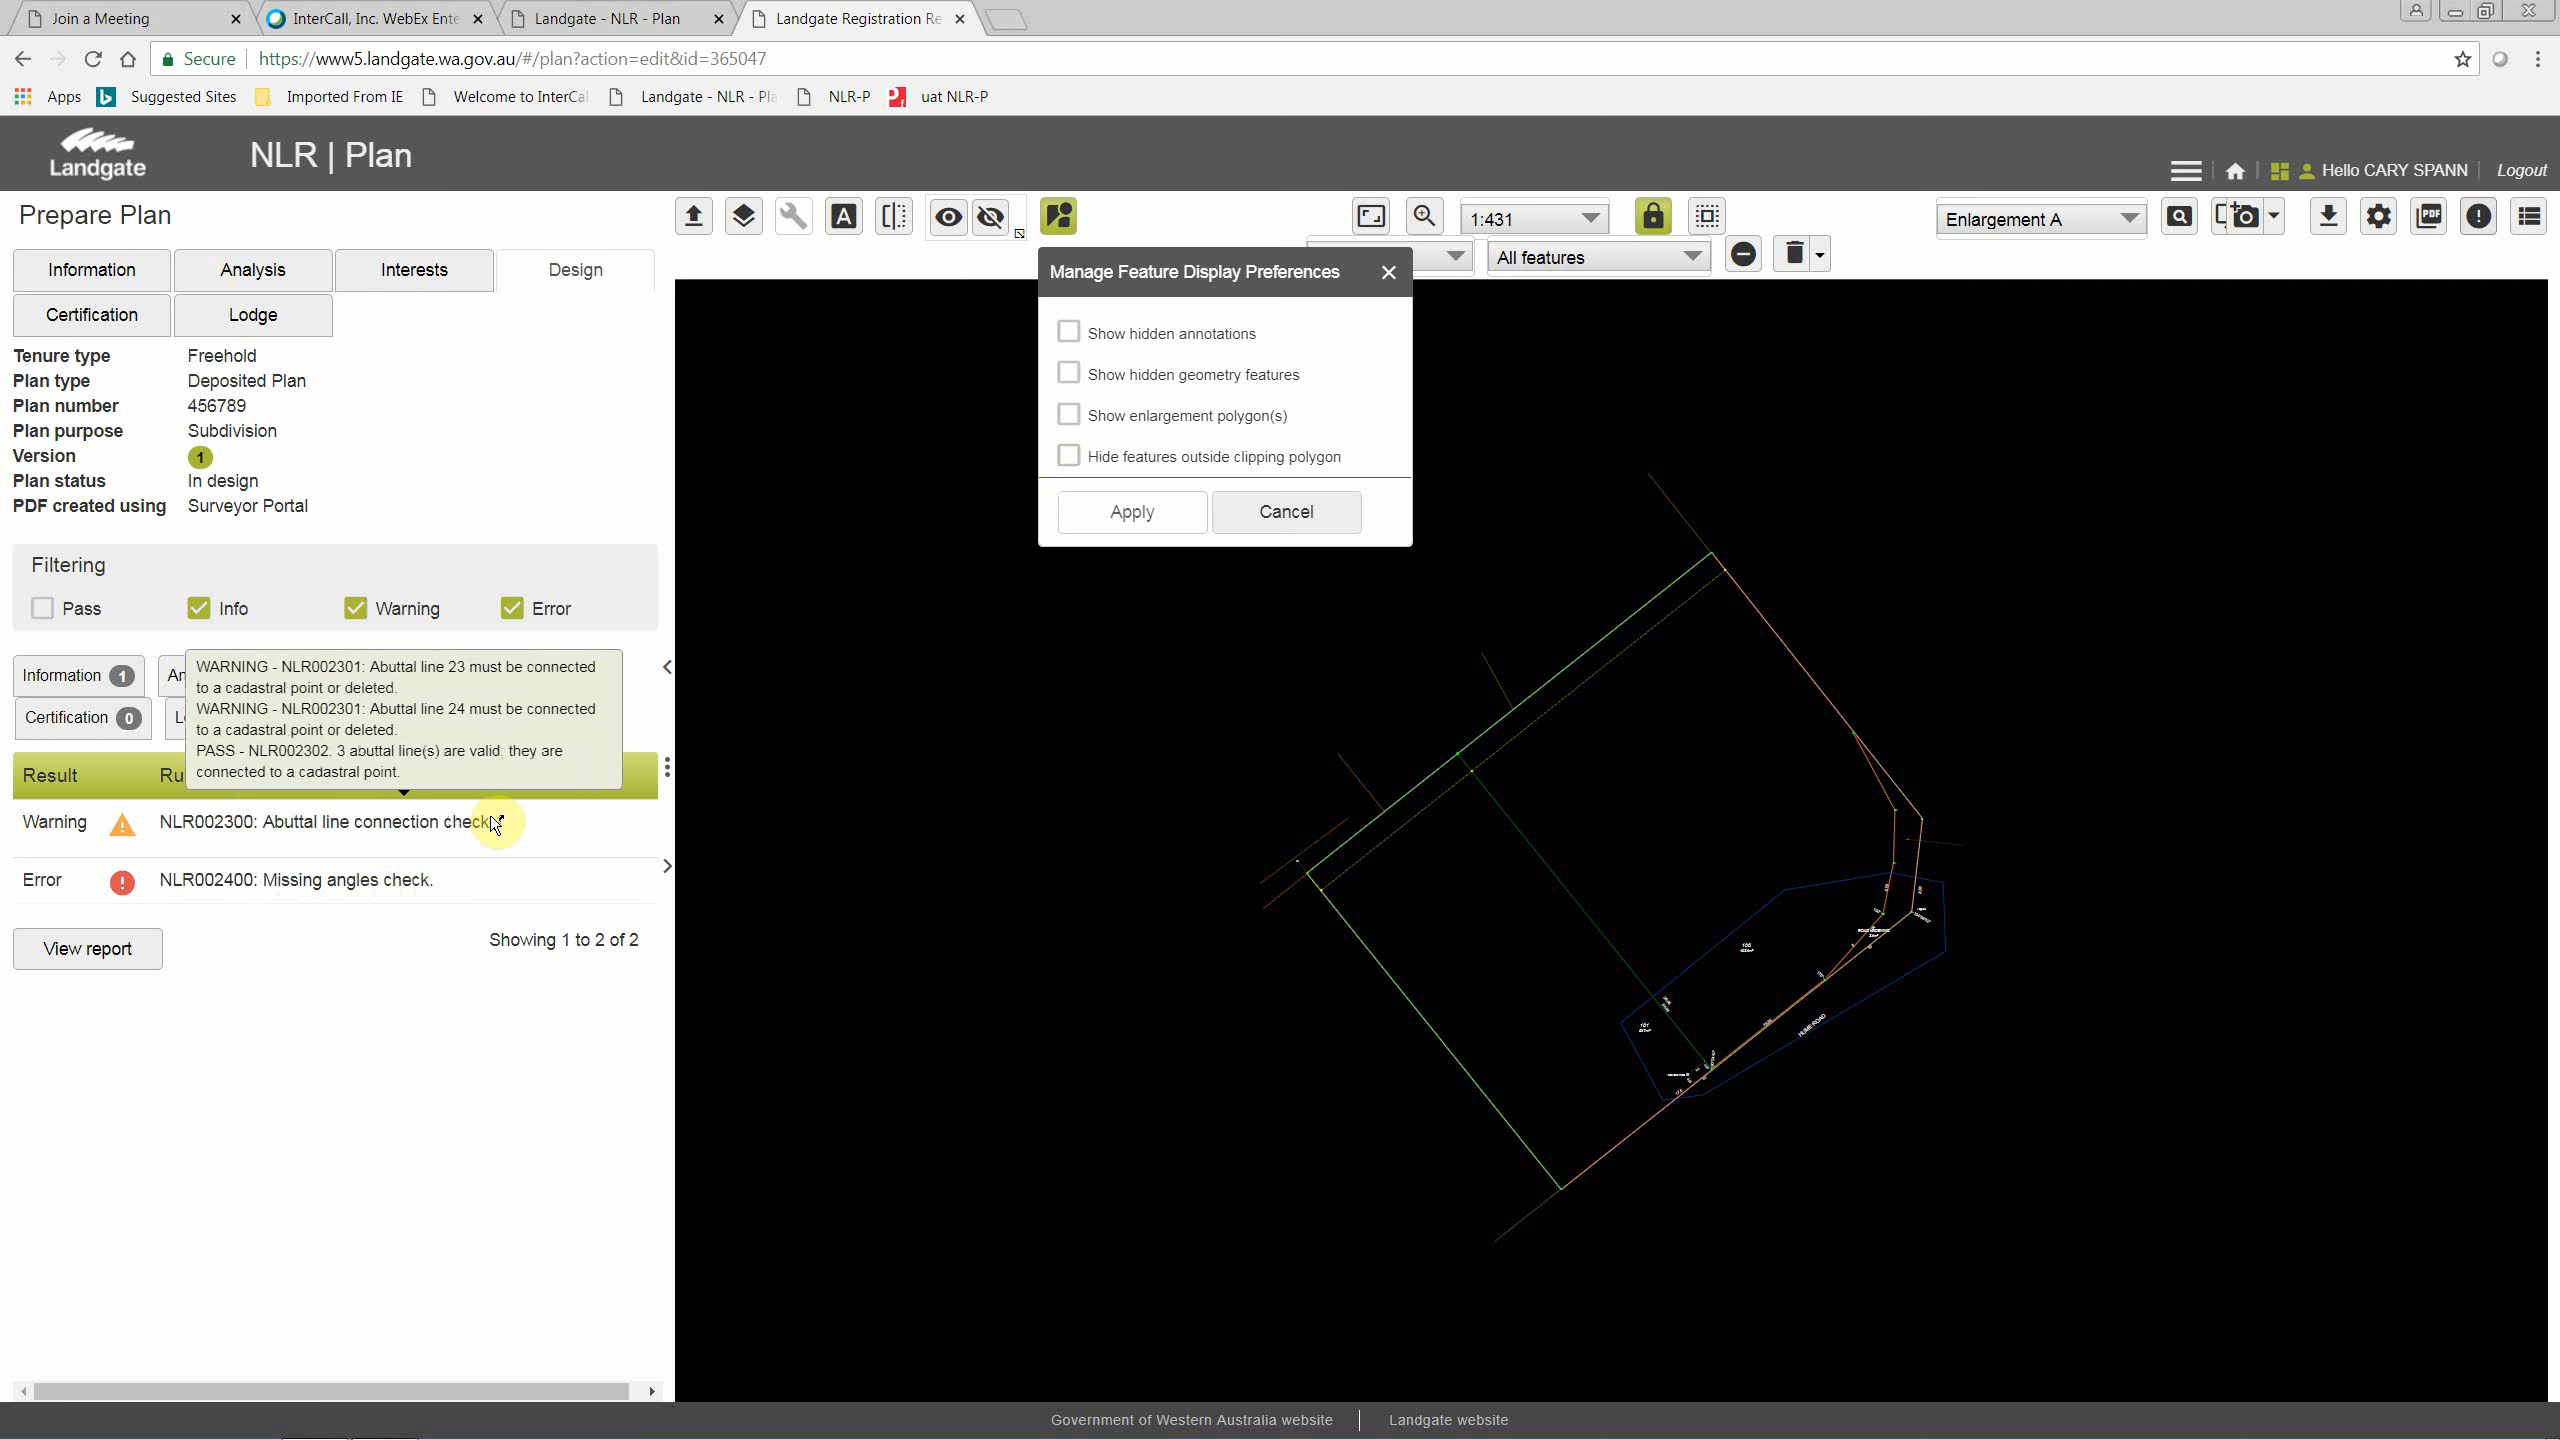 Join a Meeting
InterCall, Inc. WebEx Ente
Landgate - NLR - Plan
Landgate Registration Re
Secure
https://www5.landgate.wa.gov.au/#/plan?action=edit&id=365047
Apps
Suggested Sites
Imported From IE
Welcome to InterCal
Landgate - NLR - Pla
NLR-P
uat NLR-P
Landgate
NLR | Plan
Hello CARY SPANN
Logout
Prepare Plan
A
1:431
Enlargement A
PDF
All features
Information
Analysis
Interests
Design
Certification
Lodge
Tenure type Freehold
Plan type Deposited Plan
Plan number 456789
Plan purpose Subdivision
Version 1
Plan status In design
PDF created using Surveyor Portal
Manage Feature Display Preferences
Show hidden annotations
Show hidden geometry features
Show enlargement polygon(s)
Hide features outside clipping polygon
Apply
Cancel
Filtering
Pass
Info
Warning
Error
Information 1
An
Certification 0
L
WARNING - NLR002301: Abuttal line 23 must be connected
to a cadastral point or deleted.
WARNING - NLR002301: Abuttal line 24 must be connected
to a cadastral point or deleted.
PASS - NLR002302. 3 abuttal line(s) are valid; they are
connected to a cadastral point.
Result
Ru
Warning NLR002300: Abuttal line connection check
Error NLR002400: Missing angles check.
View report
Showing 1 to 2 of 2
100
101
HUME ROAD
Government of Western Australia website
Landgate website